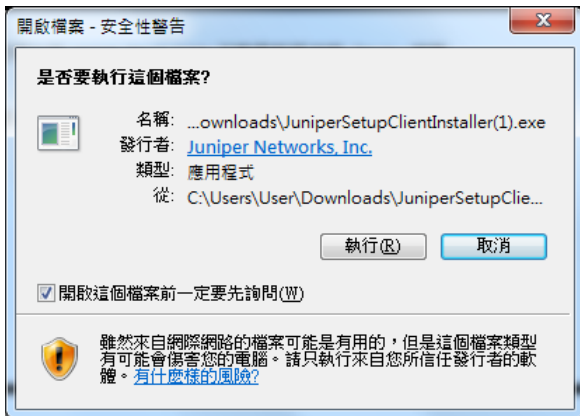 開啟檔案 - 安全性警告
是否要執行這個檔案?
名稱: ...ownloads\JuniperSetupClientInstaller(1).exe
發行者: Juniper Networks, Inc.
類型: 應用程式
從: C:\Users\User\Downloads\JuniperSetupClie...
執行(R) 取消
開啟這個檔案前一定要先詢問(W)
雖然來自網際網路的檔案可能是有用的，但是這個檔案類型
有可能會傷害您的電腦。請只執行來自您所信任發行者的軟
體。有什麼樣的風險?